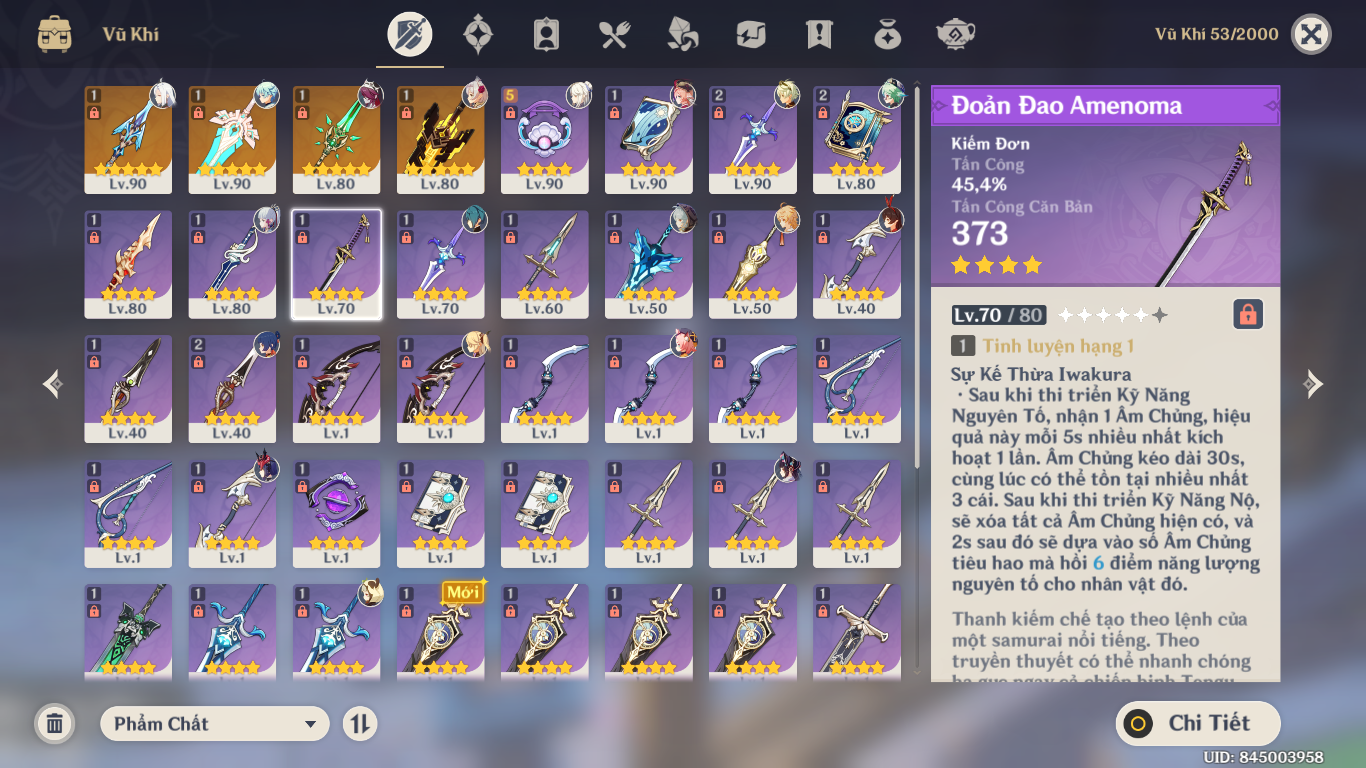 Vũ Khí
Vũ Khí 53/2000
1 1 1 1 5 1 2 2
Lv.90 Lv.90 Lv.80 Lv.80 Lv.90 Lv.90 Lv.90 Lv.80
1 1 1 1 1 1 1 1
Lv.80 Lv.80 Lv.70 Lv.70 Lv.60 Lv.50 Lv.50 Lv.40
1 2 1 1 1 1 1 1
Lv.40 Lv.40 Lv.1 Lv.1 Lv.1 Lv.1 Lv.1 Lv.1
1 1 1 1 1 1 1 1
Lv.1 Lv.1 Lv.1 Lv.1 Lv.1 Lv.1 Lv.1 Lv.1
1 1 1 1 Mới 1 1 1 1
Đoản Đao Amenoma
Kiếm Đơn
Tấn Công
45,4%
Tấn Công Căn Bản
373
Lv.70 / 80
1 Tinh luyện hạng 1
Sự Kế Thừa Iwakura
· Sau khi thi triển Kỹ Năng
Nguyên Tố, nhận 1 Âm Chủng, hiệu
quả này mỗi 5s nhiều nhất kích
hoạt 1 lần. Âm Chủng kéo dài 30s,
cùng lúc có thể tồn tại nhiều nhất
3 cái. Sau khi thi triển Kỹ Năng Nộ,
sẽ xóa tất cả Âm Chủng hiện có, và
2s sau đó sẽ dựa vào số Âm Chủng
tiêu hao mà hồi 6 điểm năng lượng
nguyên tố cho nhân vật đó.
Thanh kiếm chế tạo theo lệnh của
một samurai nổi tiếng. Theo
truyền thuyết có thể nhanh chóng
hạ gục ngay cả chiến binh Tengu
Phẩm Chất
Chi Tiết
UID: 845003958